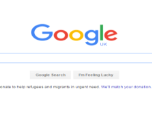 Google
UK
Google Search I'm Feeling Lucky
to help refugees and migrants in urgent need. We'll match your donation